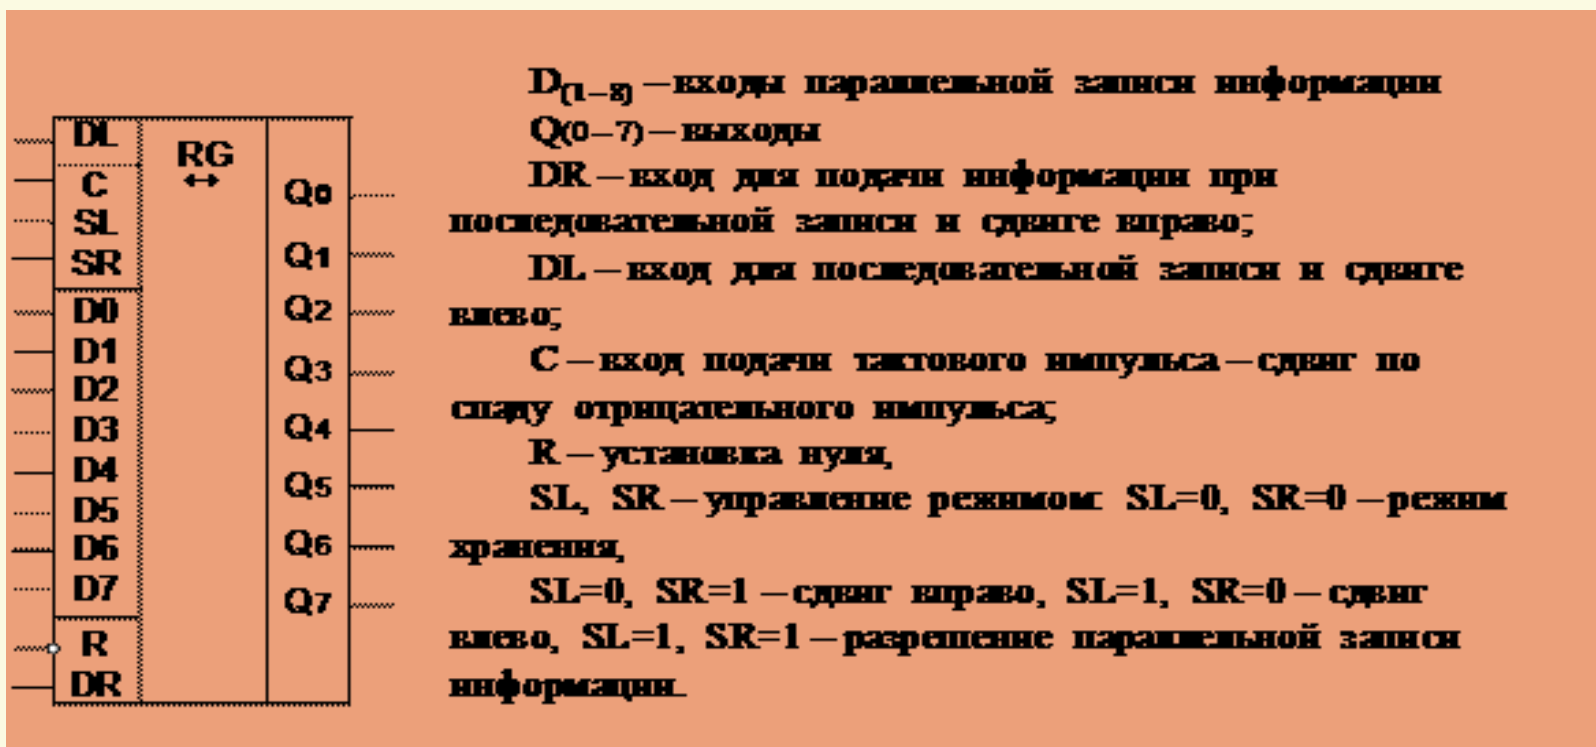 DL
C
SL
SR
D0
D1
D2
D3
D4
D5
D6
D7
R
DR
RG
↔
Q0
Q1
Q2
Q3
Q4
Q5
Q6
Q7
D(1–8) – входы параллельной записи информации
Q(0–7) – выходы
DR – вход для подачи информации при
последовательной записи и сдвиге вправо;
DL – вход для последовательной записи и сдвиге
влево;
C – вход подачи тактового импульса – сдвиг по
спаду отрицательного импульса;
R – установка нуля,
SL, SR – управление режимом: SL=0, SR=0 – режим
хранения,
SL=0, SR=1 – сдвиг вправо, SL=1, SR=0 – сдвиг
влево, SL=1, SR=1 – разрешение параллельной записи
информации.